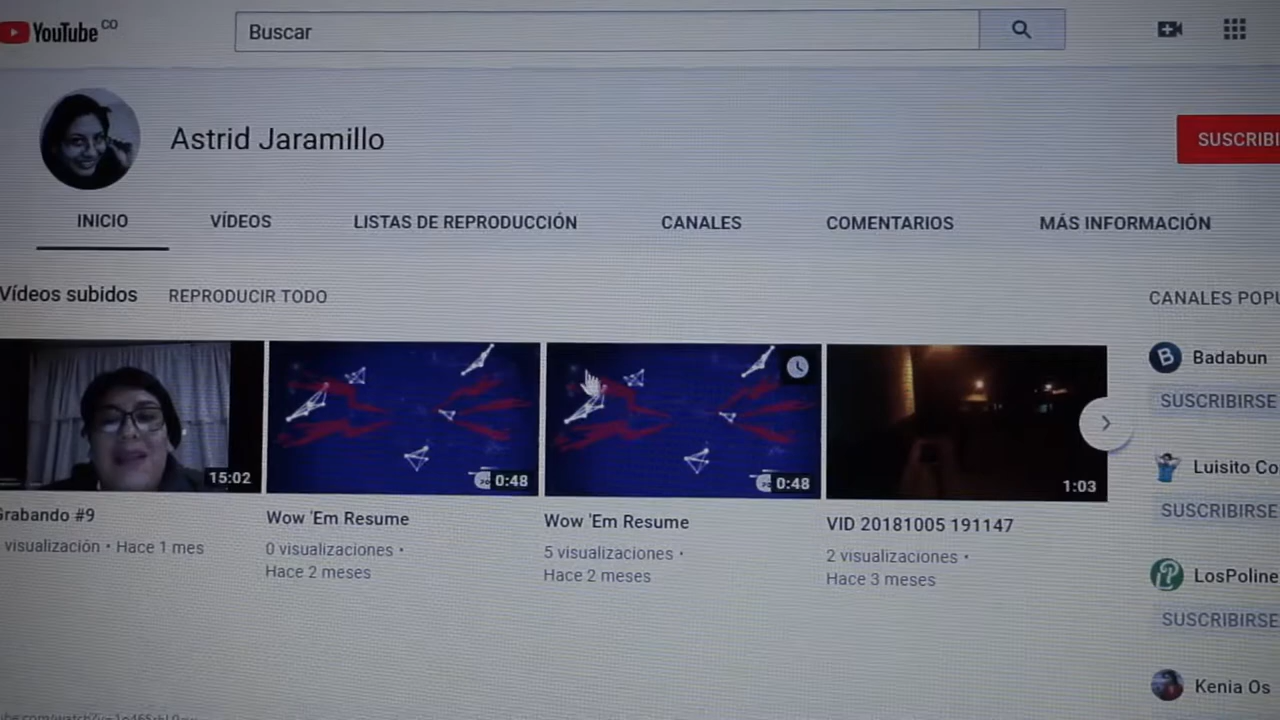 YouTube CO
Buscar
Astrid Jaramillo
SUSCRIBI
INICIO VÍDEOS LISTAS DE REPRODUCCIÓN CANALES COMENTARIOS MÁS INFORMACIÓN
Vídeos subidos REPRODUCIR TODO
CANALES POPU
Badabun
SUSCRIBIRSE
15:02
0:48
0:48
1:03
Grabando #9
visualización • Hace 1 mes
Wow 'Em Resume
0 visualizaciones •
Hace 2 meses
Wow 'Em Resume
5 visualizaciones •
Hace 2 meses
VID 20181005 191147
2 visualizaciones •
Hace 3 meses
Luisito Co
SUSCRIBIRSE
LosPoline
SUSCRIBIRSE
Kenia Os